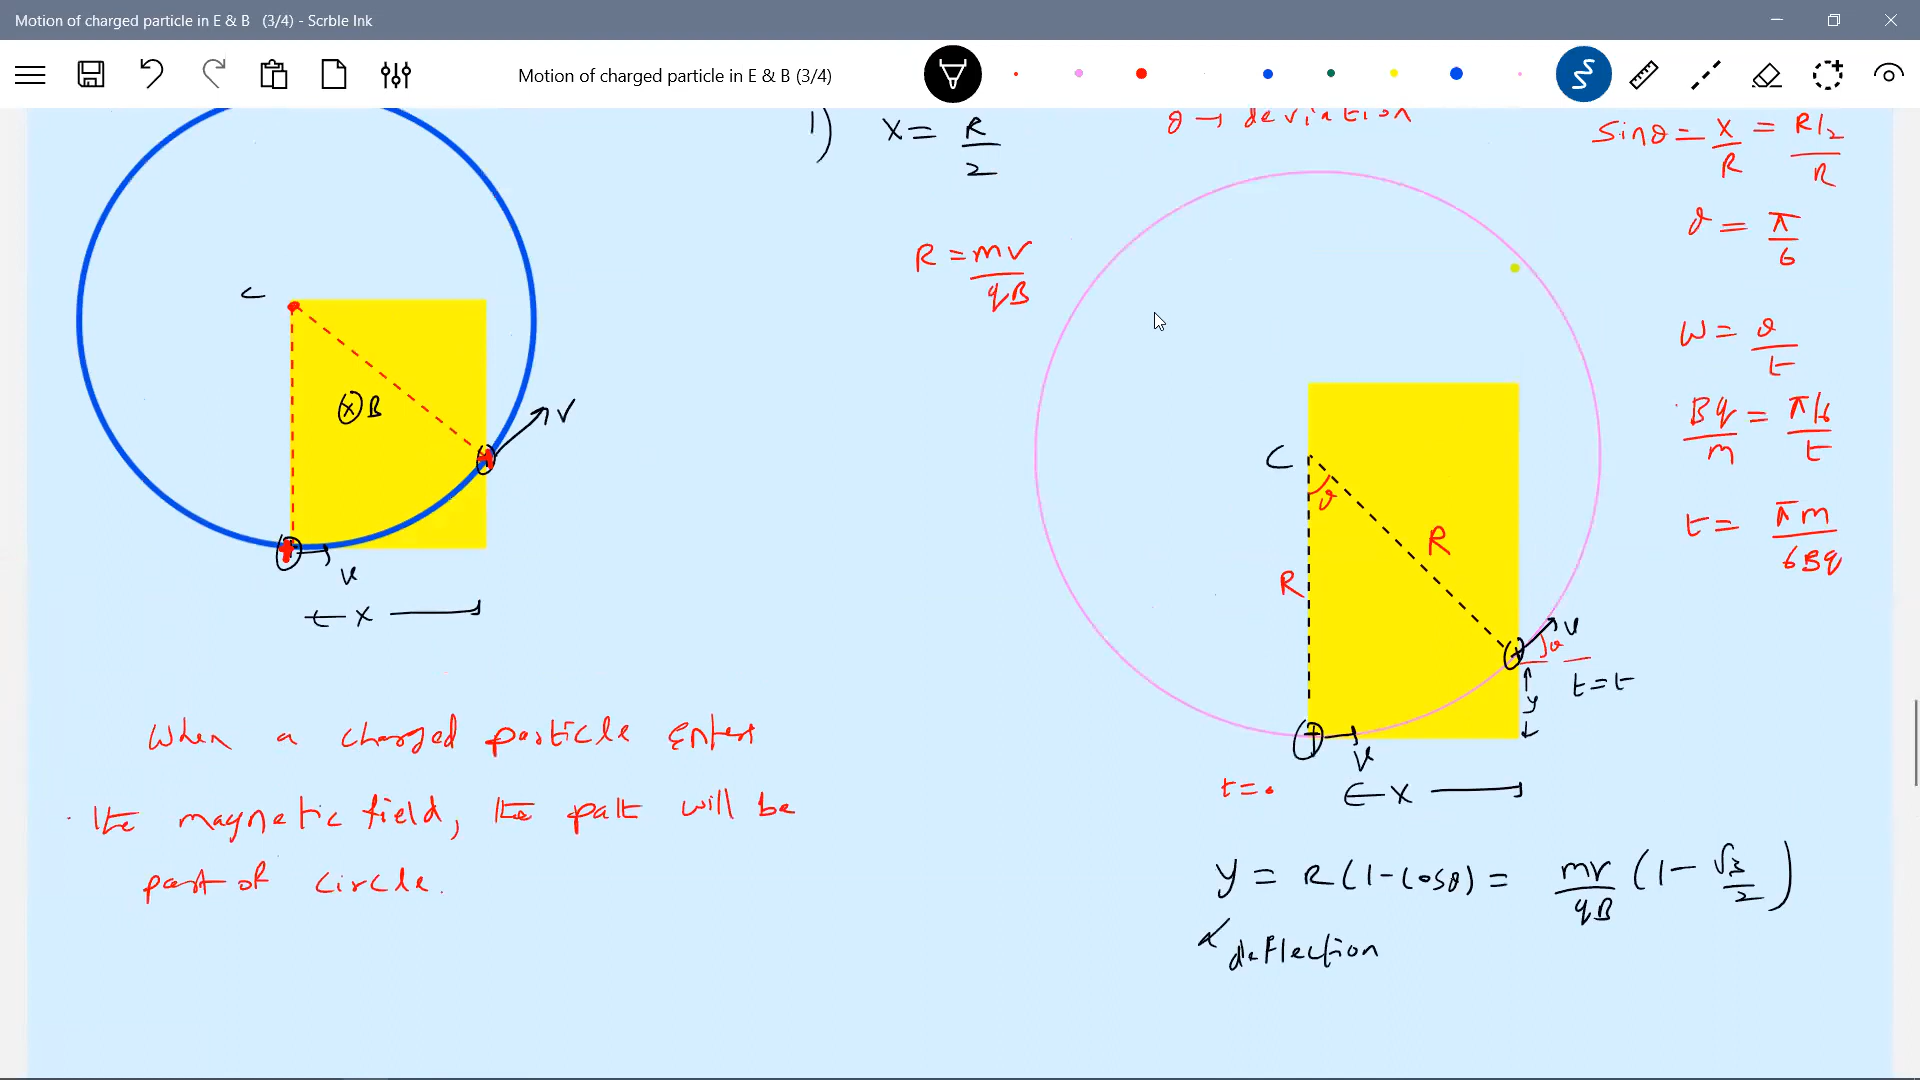 Motion of charged particle in E & B (3/4) - Scrble Ink
Motion of charged particle in E & B (3/4)
C
⊗ B
v
v
← x —
When a charged particle enters
the magnetic field, the path will be
part of circle.
1) x = R/2
θ → deviation
R = mv/qB
C
θ
R
R
v
θ
t = t
y
v
t = 0
← x —
sinθ = x/R = R/2/R
θ = π/6
ω = θ/t
Bq/m = π/6/t
t = πm/6Bq
y = R(1-cosθ) = mv/qB (1 - √3/2)
deflection